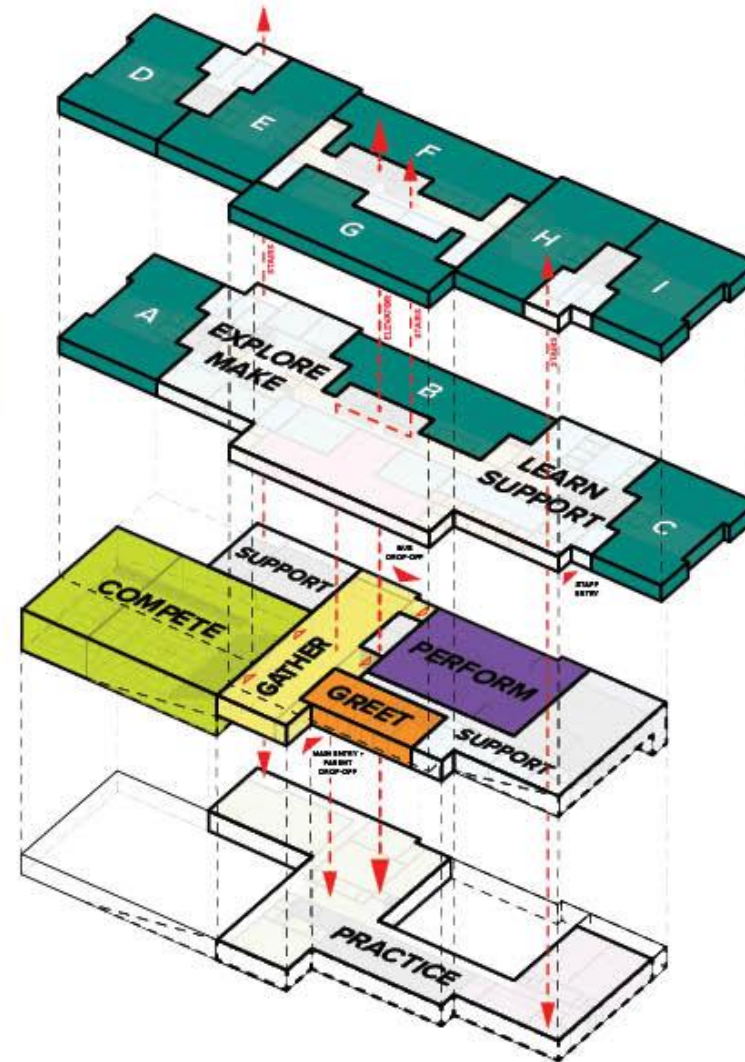 D
E
F
G
H
I
STAIRS
ELEVATOR
STAIRS
STAIRS
A
EXPLORE
MAKE
B
LEARN
SUPPORT
C
BUS
DROP-OFF
STAFF
ENTRY
SUPPORT
COMPETE
GATHER
PERFORM
GREET
SUPPORT
MAIN ENTRY +
PARENT
DROP-OFF
PRACTICE